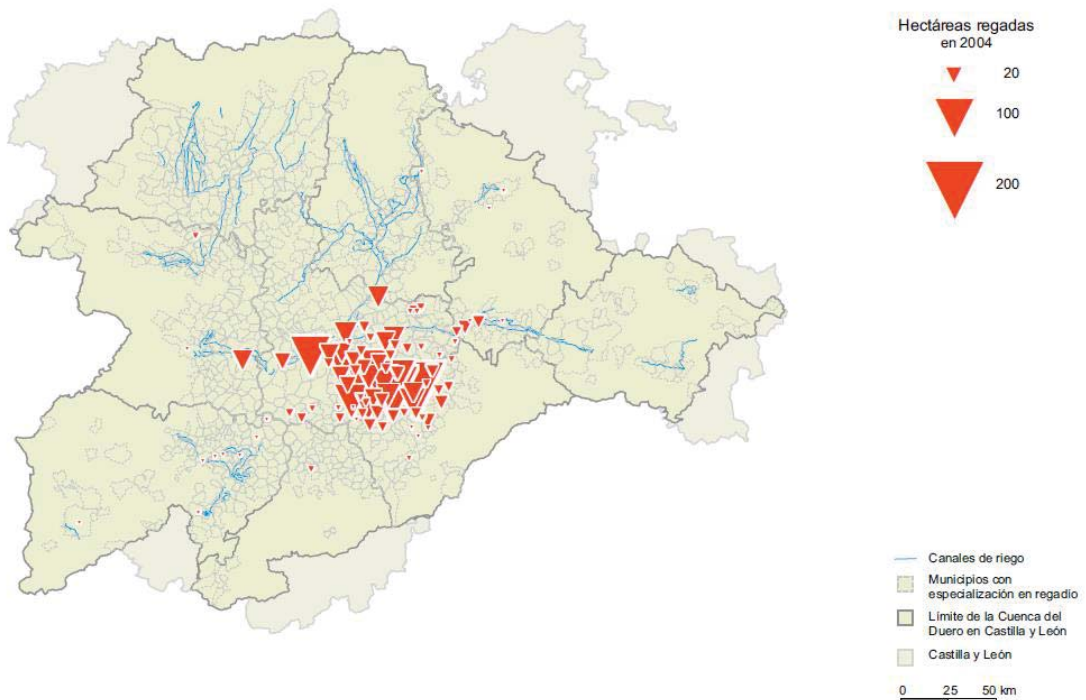 Hectáreas regadas
en 2004
20
100
200
Canales de riego
Municipios con
especialización en regadio
Límite de la Cuenca del
Duero en Castilla y León
Castilla y León
0 25 50 km